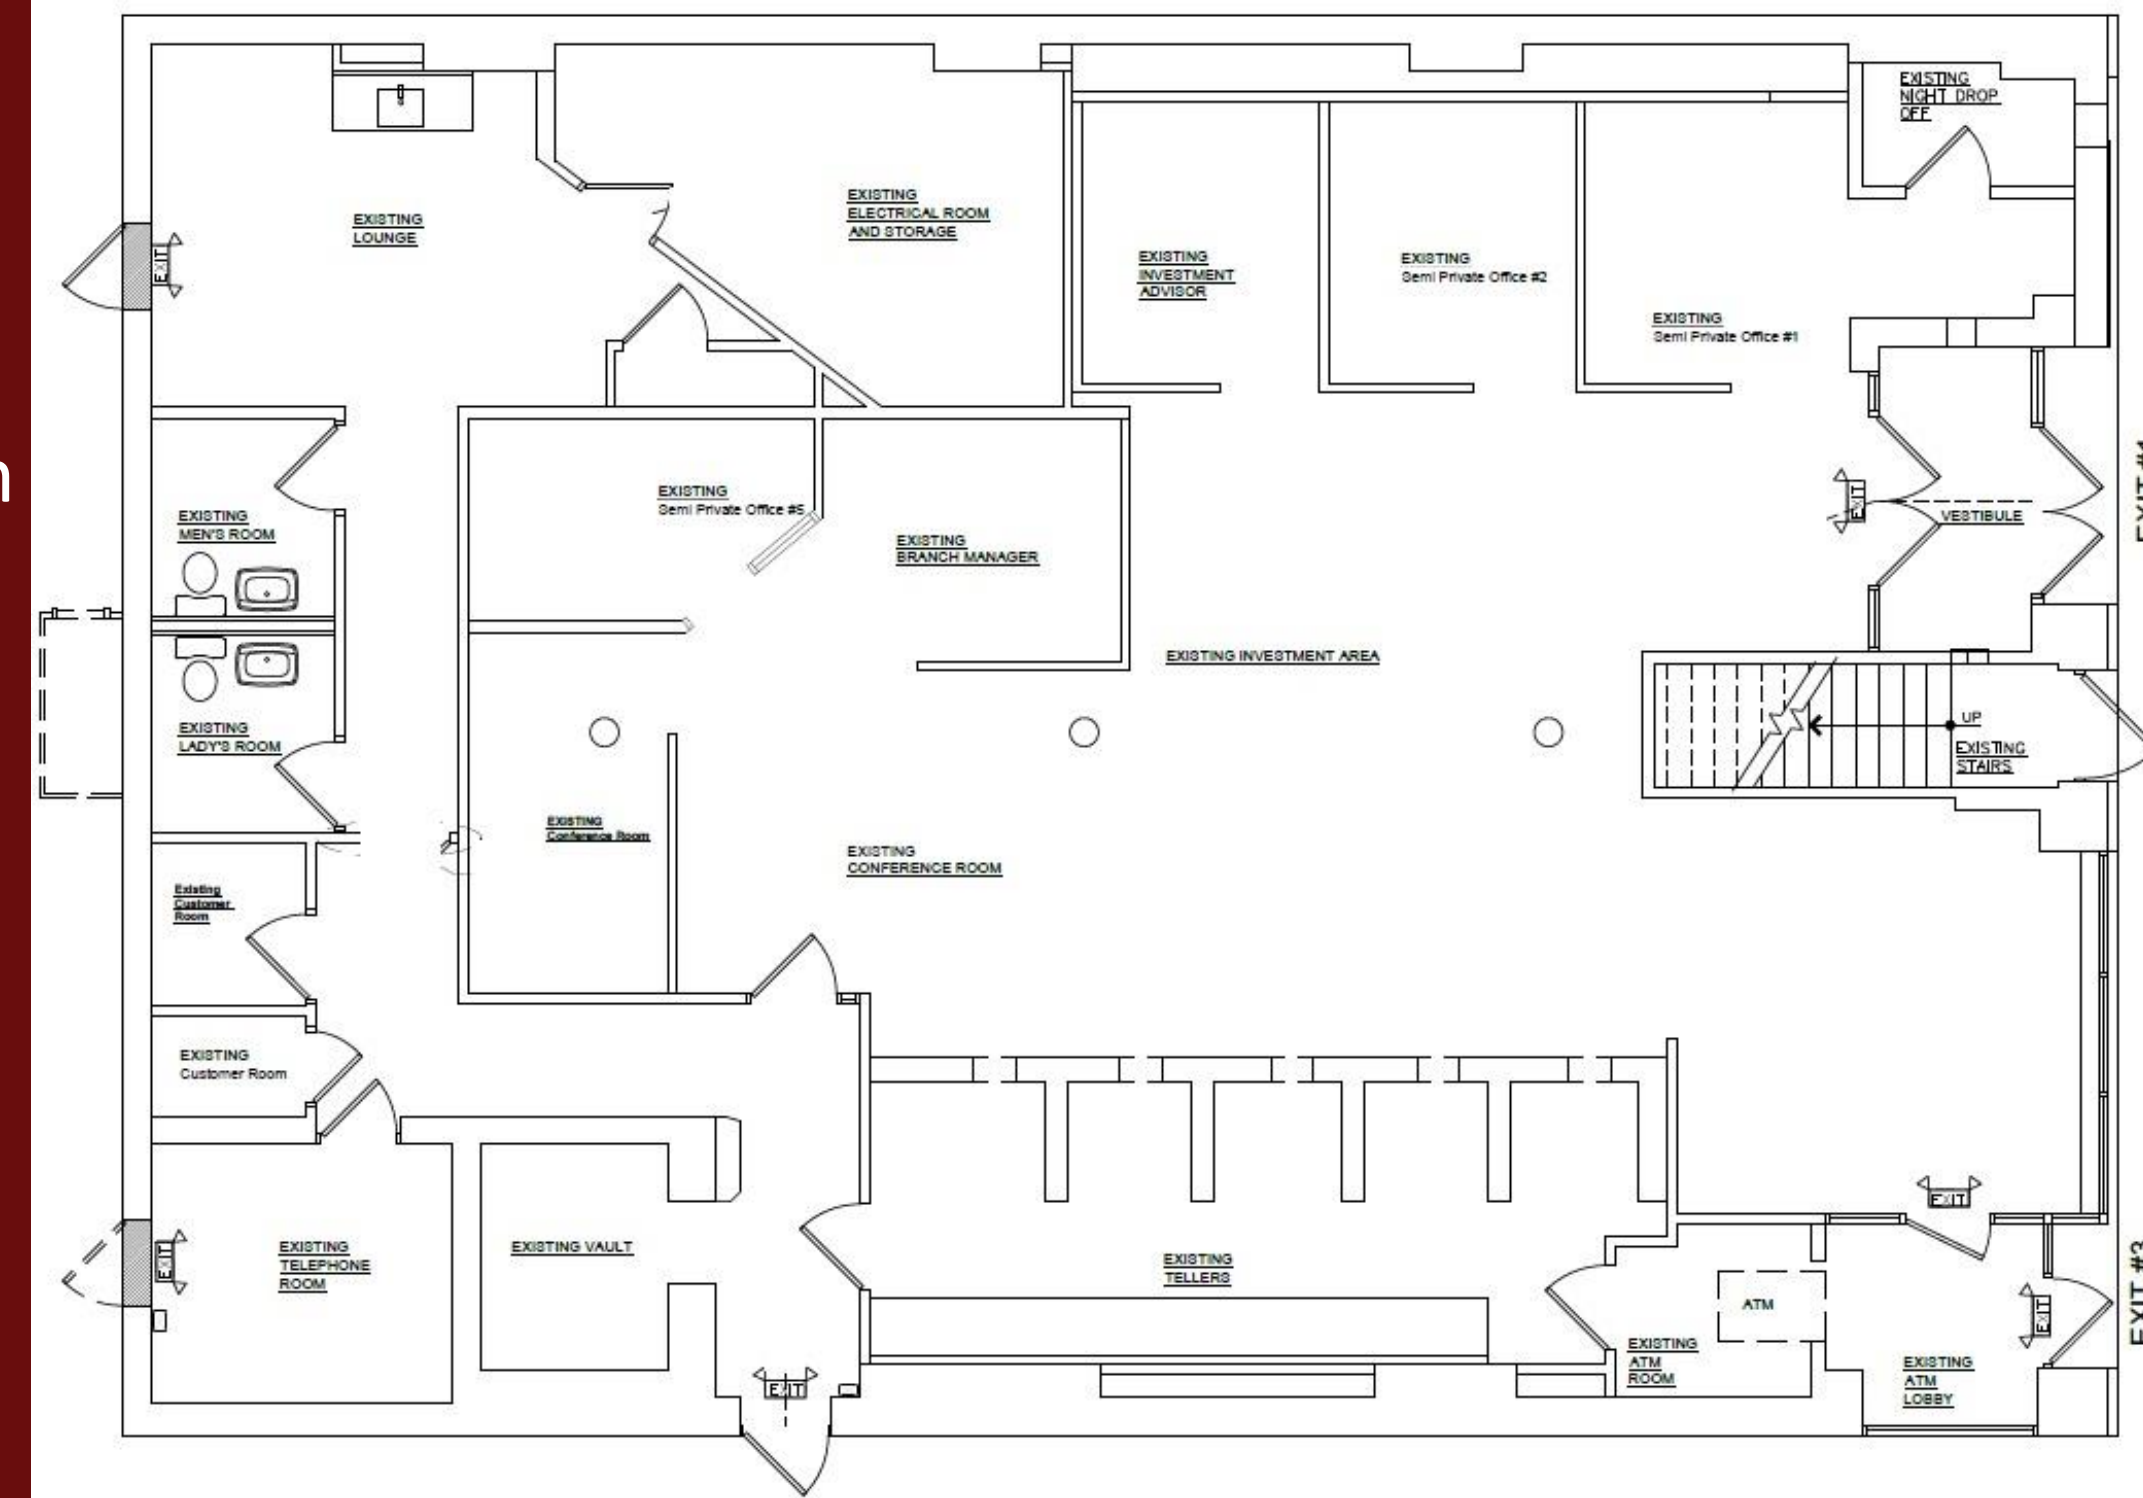 n
EXISTING
NIGHT DROP
OFF
EXISTING
LOUNGE
EXIT
EXISTING
ELECTRICAL ROOM
AND STORAGE
EXISTING
INVESTMENT
ADVISOR
EXISTING
Semi Private Office #2
EXISTING
Semi Private Office #1
EXISTING
MEN'S ROOM
EXISTING
Semi Private Office #5
EXISTING
BRANCH MANAGER
EXIT
VESTIBULE
EXISTING INVESTMENT AREA
EXISTING
LADY'S ROOM
UP
EXISTING
STAIRS
EXISTING
Conference Room
EXISTING
CONFERENCE ROOM
Existing
Customer
Room
EXISTING
Customer Room
EXIT
EXISTING
TELEPHONE
ROOM
EXIT
EXISTING VAULT
EXISTING
TELLERS
ATM
EXISTING
ATM
ROOM
EXIT
EXIT #3
EXISTING
ATM
LOBBY
EXIT